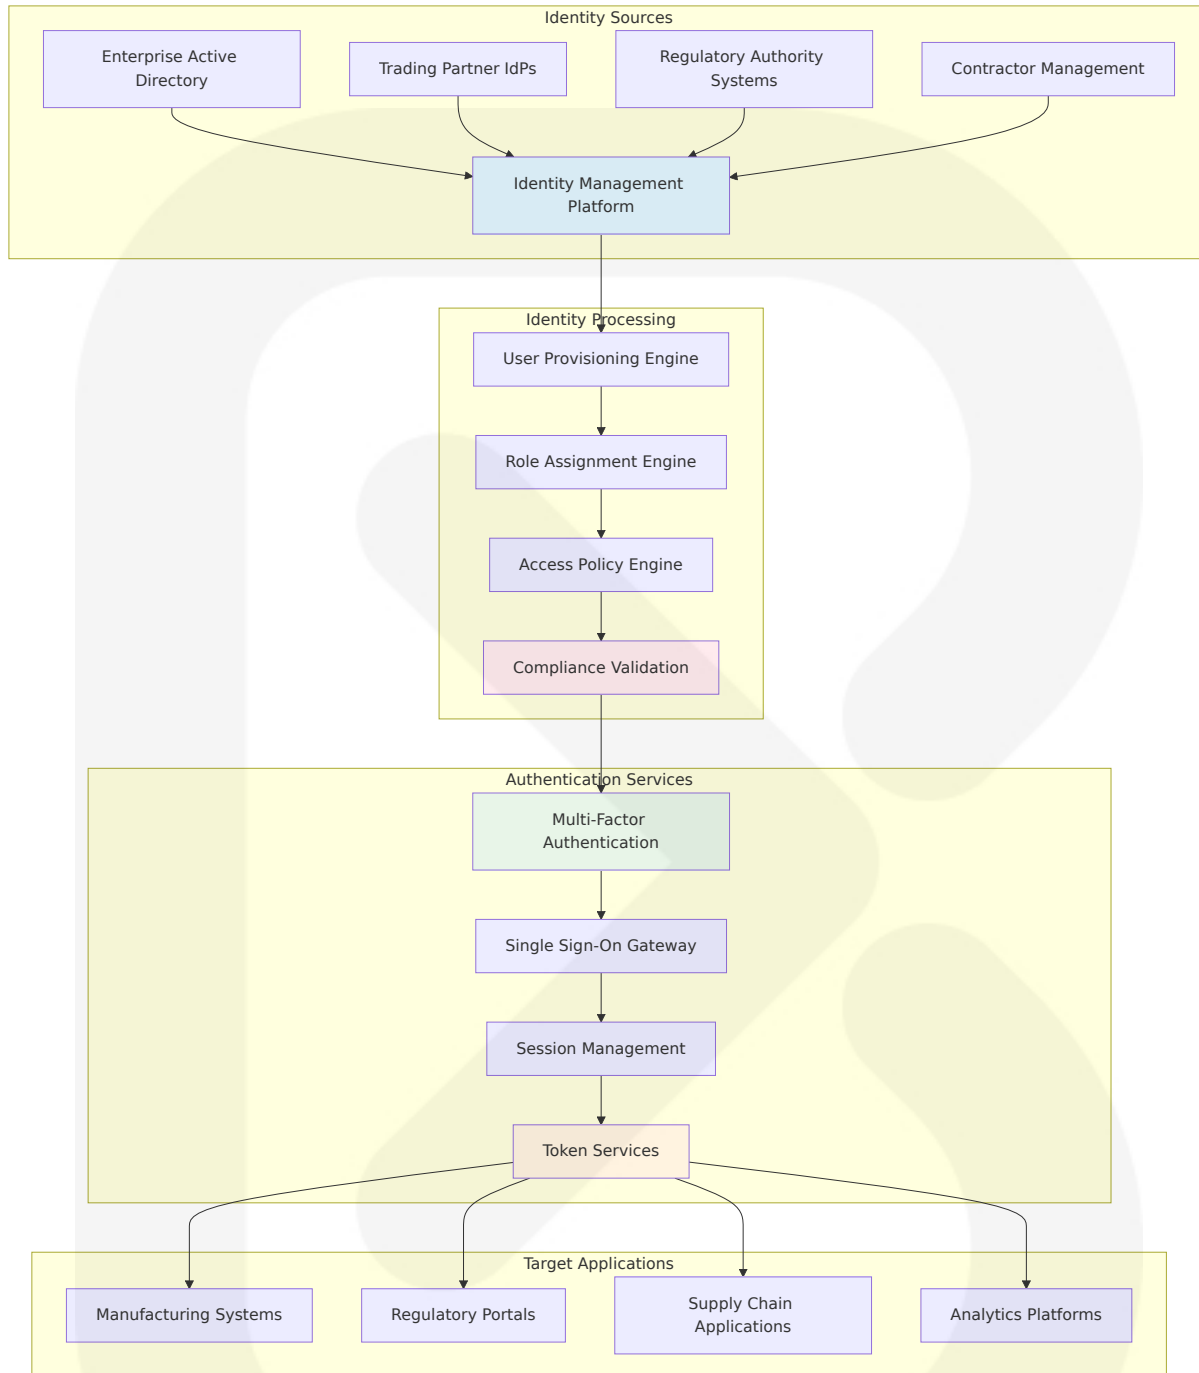 Identity Sources
Enterprise Active
Directory
Trading Partner IdPs
Regulatory Authority
Systems
Contractor Management
Identity Management
Platform
Identity Processing
User Provisioning Engine
Role Assignment Engine
Access Policy Engine
Compliance Validation
Authentication Services
Multi-Factor
Authentication
Single Sign-On Gateway
Session Management
Token Services
Target Applications
Manufacturing Systems
Regulatory Portals
Supply Chain
Applications
Analytics Platforms